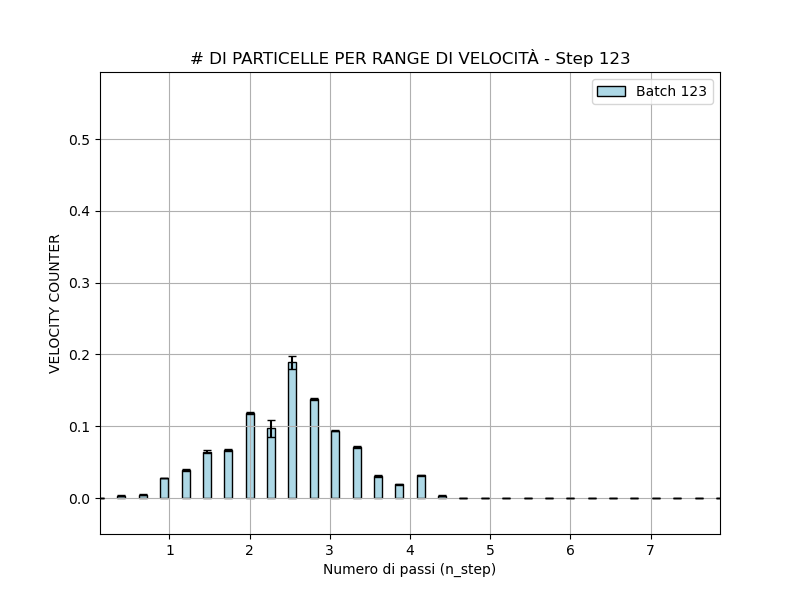 # DI PARTICELLE PER RANGE DI VELOCITÀ - Step 123
Batch 123
VELOCITY COUNTER
0.5
0.4
0.3
0.2
0.1
0.0
1 2 3 4 5 6 7
Numero di passi (n_step)